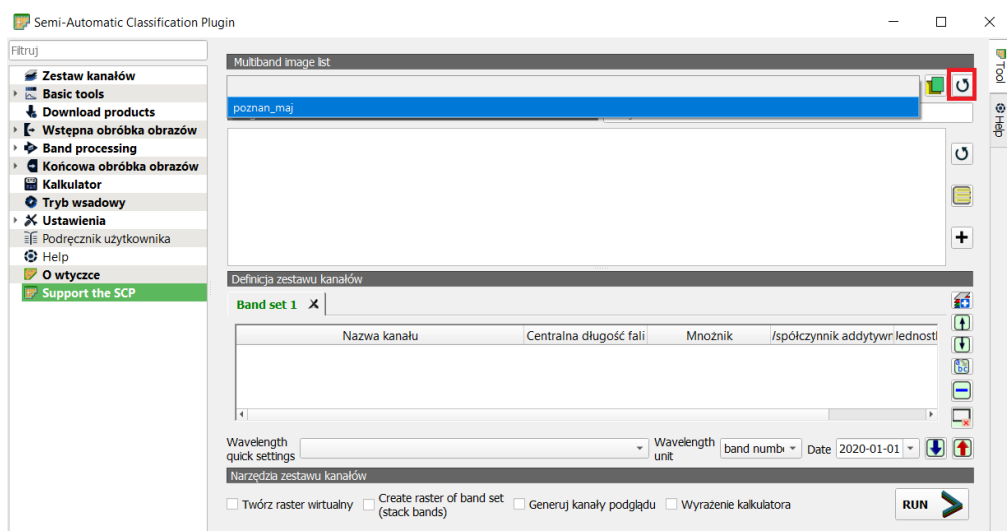 Semi-Automatic Classification Plugin
Filtruj
Zestaw kanałów
Basic tools
Download products
Wstępna obróbka obrazów
Band processing
Końcowa obróbka obrazów
Kalkulator
Tryb wsadowy
Ustawienia
Podręcznik użytkownika
Help
O wtyczce
Support the SCP
Multiband image list
poznan_maj
Definicja zestawu kanałów
Band set 1
Nazwa kanału Centralna długość fali Mnożnik /spółczynnik addytywn Jednostl
Wavelength quick settings
Wavelength unit
band numbe
Date 2020-01-01
Narzędzia zestawu kanałów
Twórz raster wirtualny
Create raster of band set
(stack bands)
Generuj kanały podglądu
Wyrażenie kalkulatora
RUN
Tool
Help